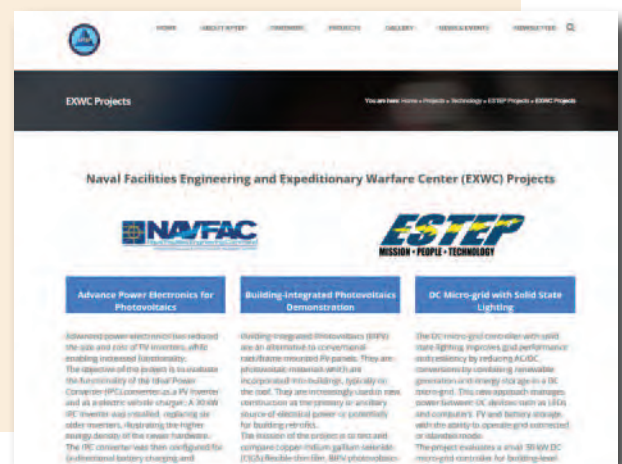 HOME ABOUT APTEP PARTNERS PROJECTS GALLERY NEWS & EVENTS NEWSLETTER
EXWC Projects
You are here: Home » Projects » Technology » ESTEP Projects » EXWC Projects
Naval Facilities Engineering and Expeditionary Warfare Center (EXWC) Projects
NAVFAC
ESTEP
MISSION • PEOPLE • TECHNOLOGY
Advance Power Electronics for
Photovoltaics
Advanced power electronics has reduced
the size and cost of PV inverters, while
enabling increased functionality.
The objective of the project is to evaluate
the functionality of the Ideal Power
Converter (IPC) converter as a PV inverter
and as a electric vehicle charger. A 30 kW
IPC inverter was installed, replacing six
older inverters, illustrating the higher
energy density of the newer hardware.
The IPC converter was then configured for
bi-directional battery charging and
Building-Integrated Photovoltaics
Demonstration
Building-Integrated Photovoltaics (BIPV)
are an alternative to conventional
rack/frame mounted PV panels. They are
photovoltaic materials which are
incorporated into buildings, typically on
the roof. They are increasingly used in new
construction as the primary or ancillary
source of electrical power or potentially
for building retrofits.
The mission of the project is to test and
compare copper indium gallium selenide
(CIGS) flexible thin film, BIPV photovoltaics
DC Micro-grid with Solid State
Lighting
The DC micro-grid controller with solid
state lighting improves grid performance
and resiliency by reducing AC/DC
conversions by combining renewable
generation and energy storage in a DC
micro-grid. This new approach manages
power between DC devices such as LEDs
and computers, PV and battery storage,
with the ability to operate grid connected
or islanded mode.
The project evaluates a small 30 kW DC
micro-grid controller for building-level